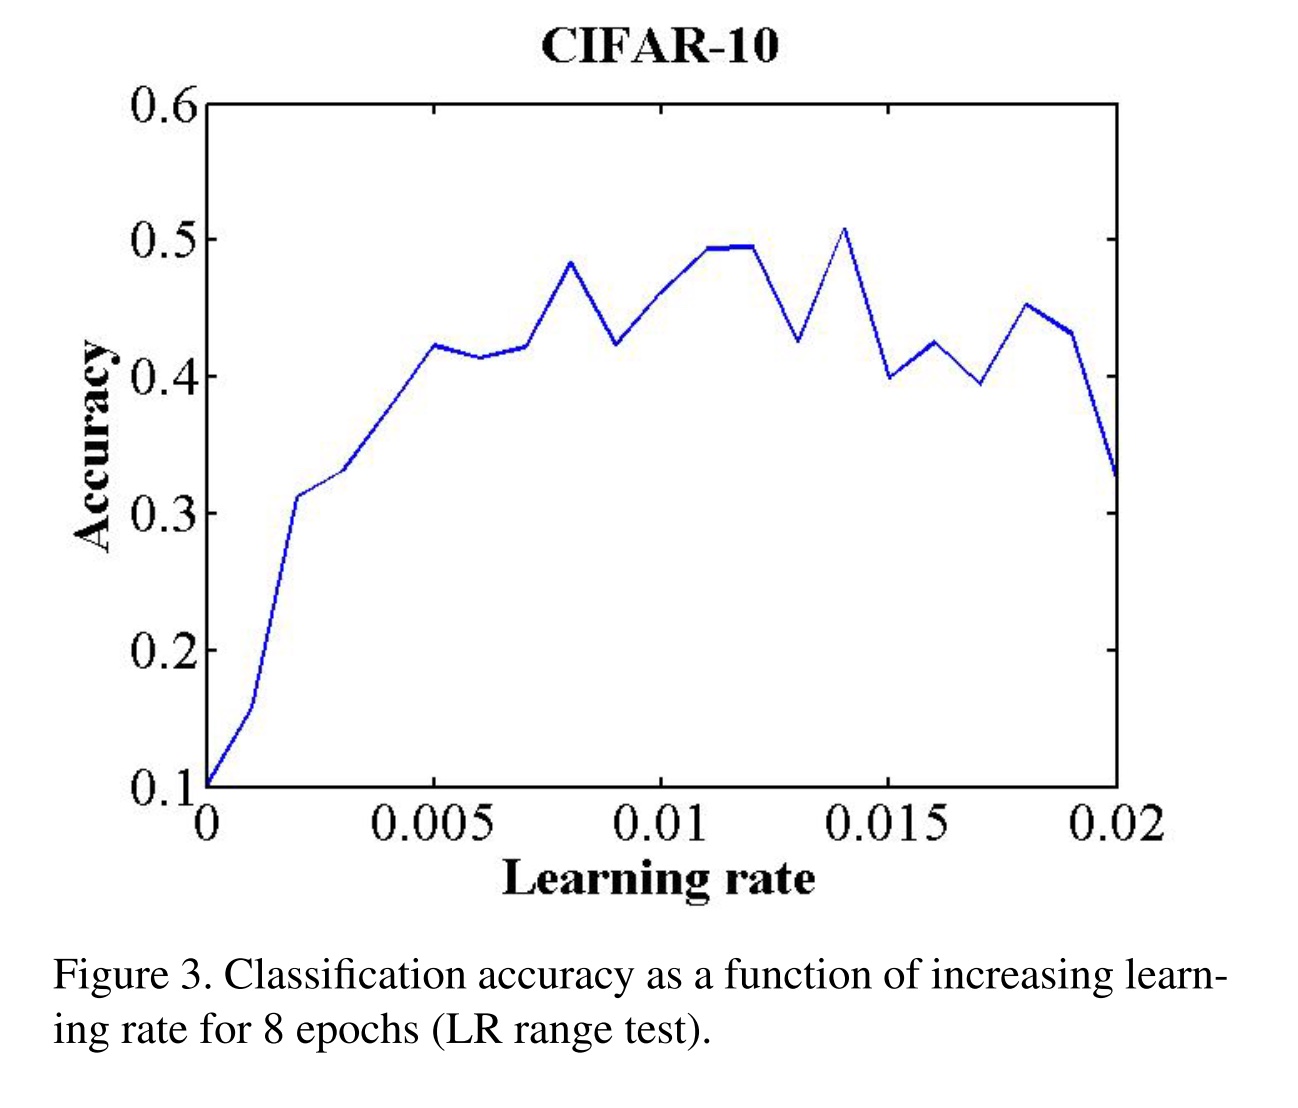 CIFAR-10
0.6
0.5
0.4
0.3
0.2
0.1
Accuracy
0 0.005 0.01 0.015 0.02
Learning rate
Figure 3. Classification accuracy as a function of increasing learn-
ing rate for 8 epochs (LR range test).